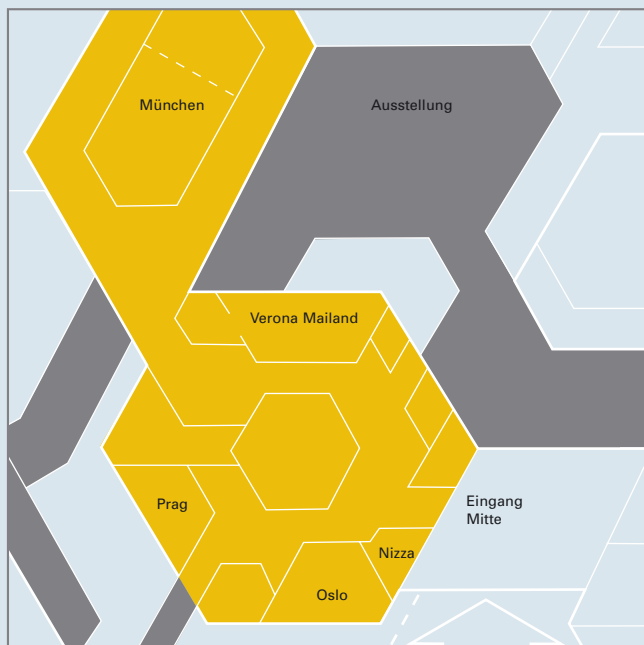 München
Ausstellung
Verona Mailand
Prag
Eingang
Mitte
Nizza
Oslo